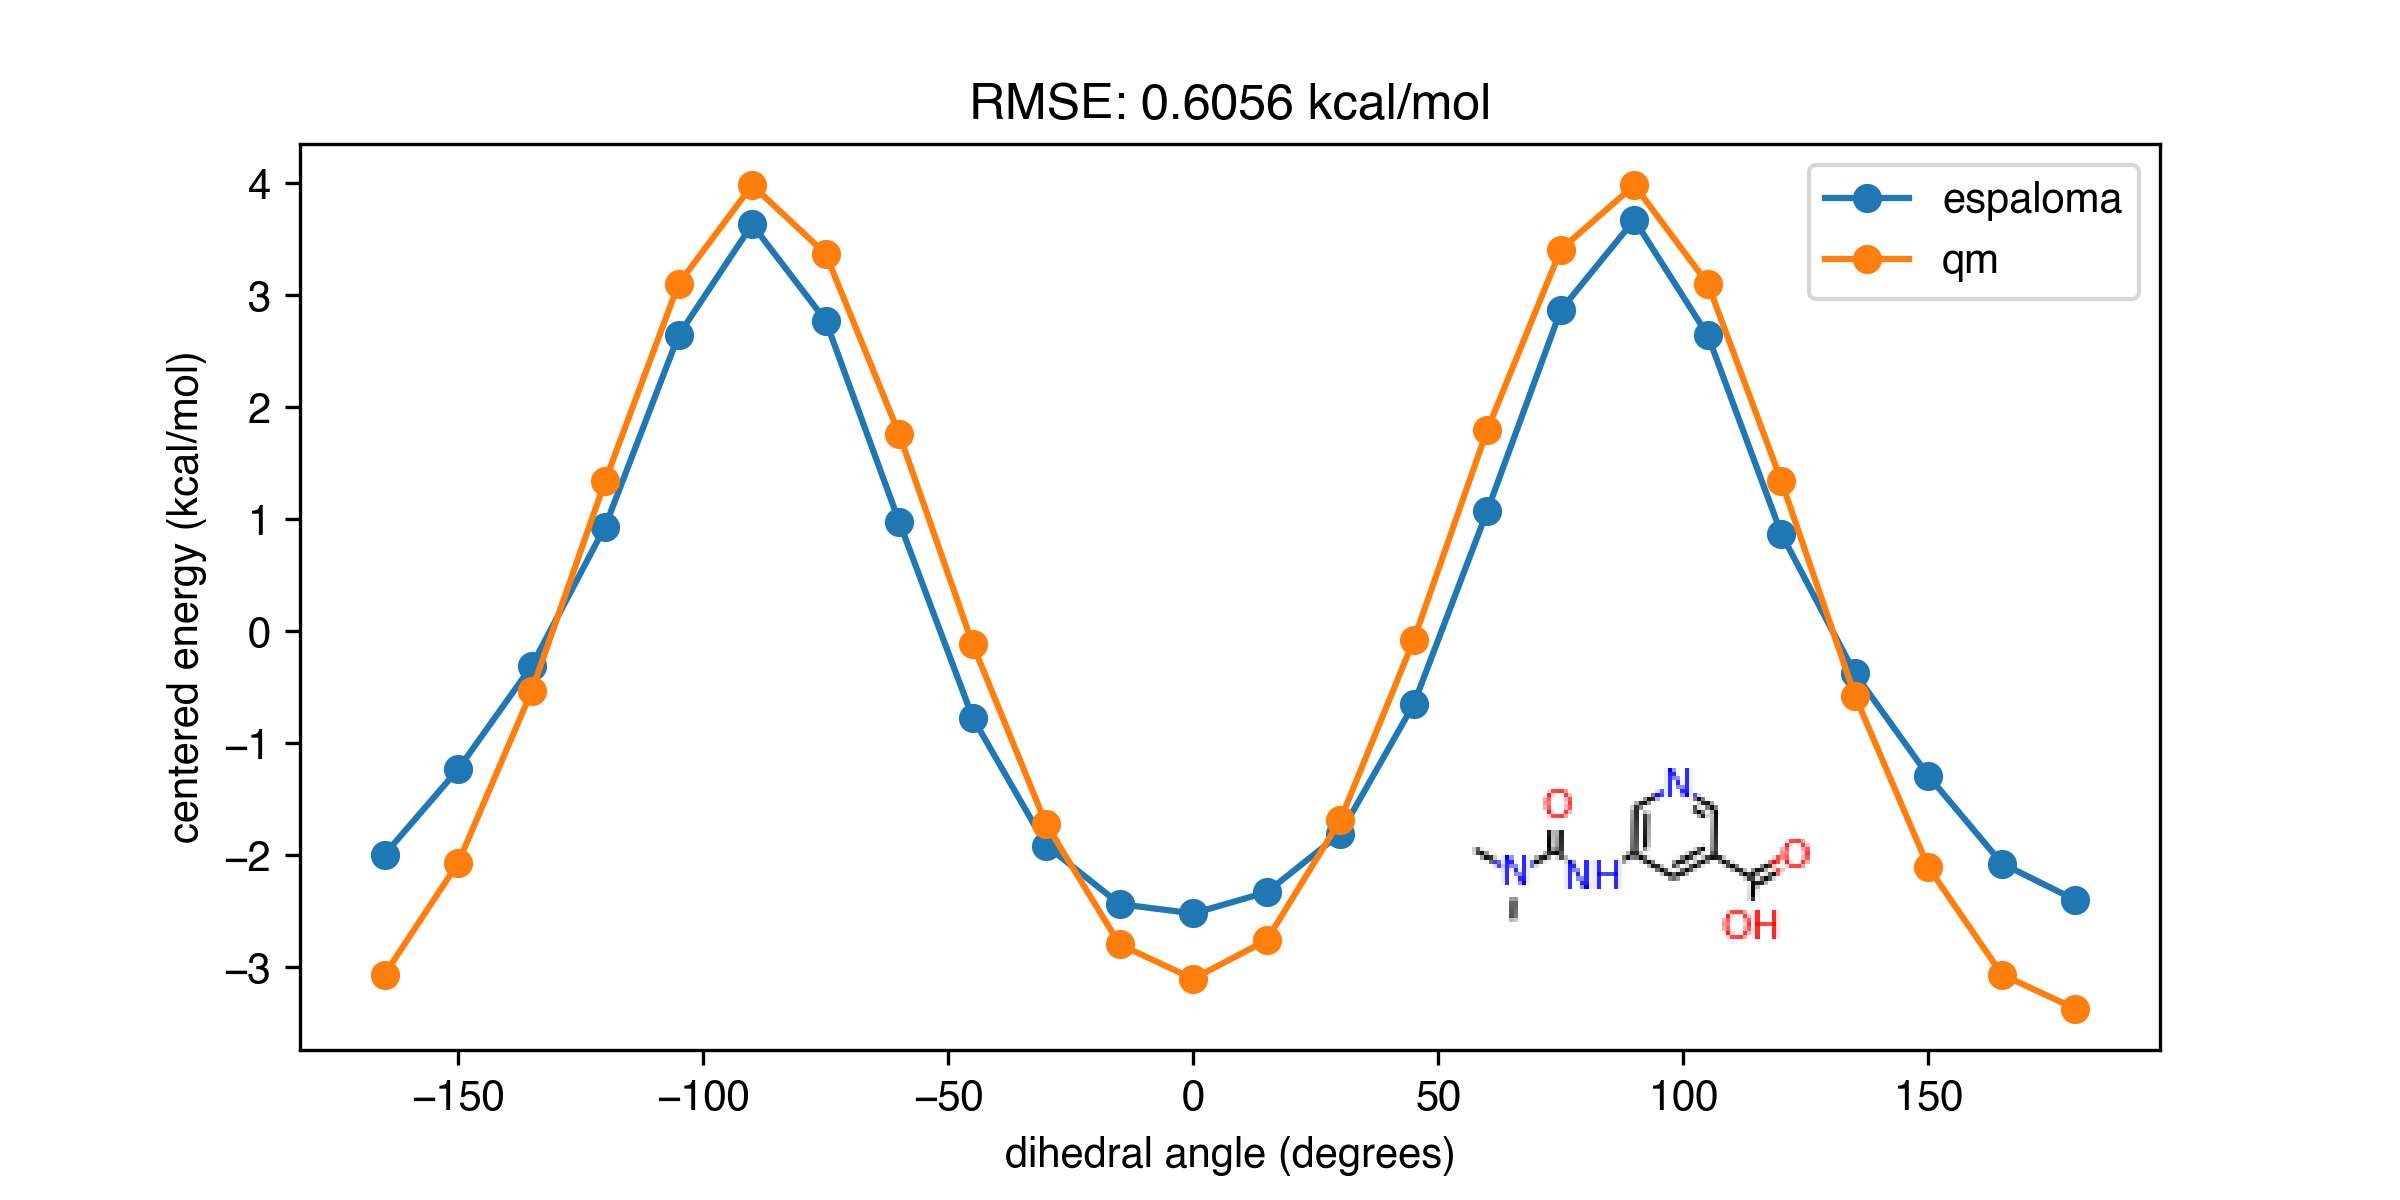 RMSE: 0.6056 kcal/mol
espaloma
qm
4
3
2
1
0
−1
−2
−3
centered energy (kcal/mol)
N
O
O
N
NH
OH
−150
−100
−50
0
50
100
150
dihedral angle (degrees)